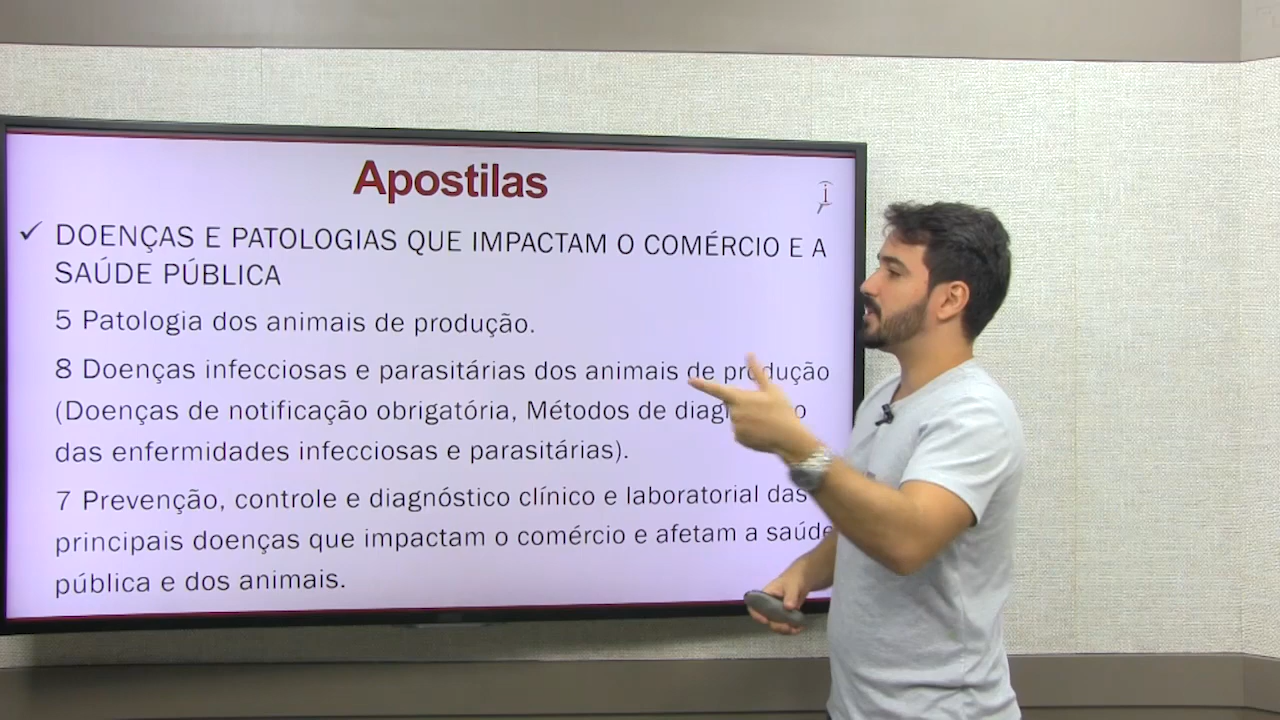 Apostilas
✓ DOENÇAS E PATOLOGIAS QUE IMPACTAM O COMÉRCIO E A
SAÚDE PÚBLICA
5 Patologia dos animais de produção.
8 Doenças infecciosas e parasitárias dos animais de produção
(Doenças de notificação obrigatória, Métodos de
das enfermidades infecciosas e parasitárias).
7 Prevenção, controle e diagnóstico clínico e laboratorial das
principais doenças que impactam o comércio e afetam a saúde
pública e dos animais.